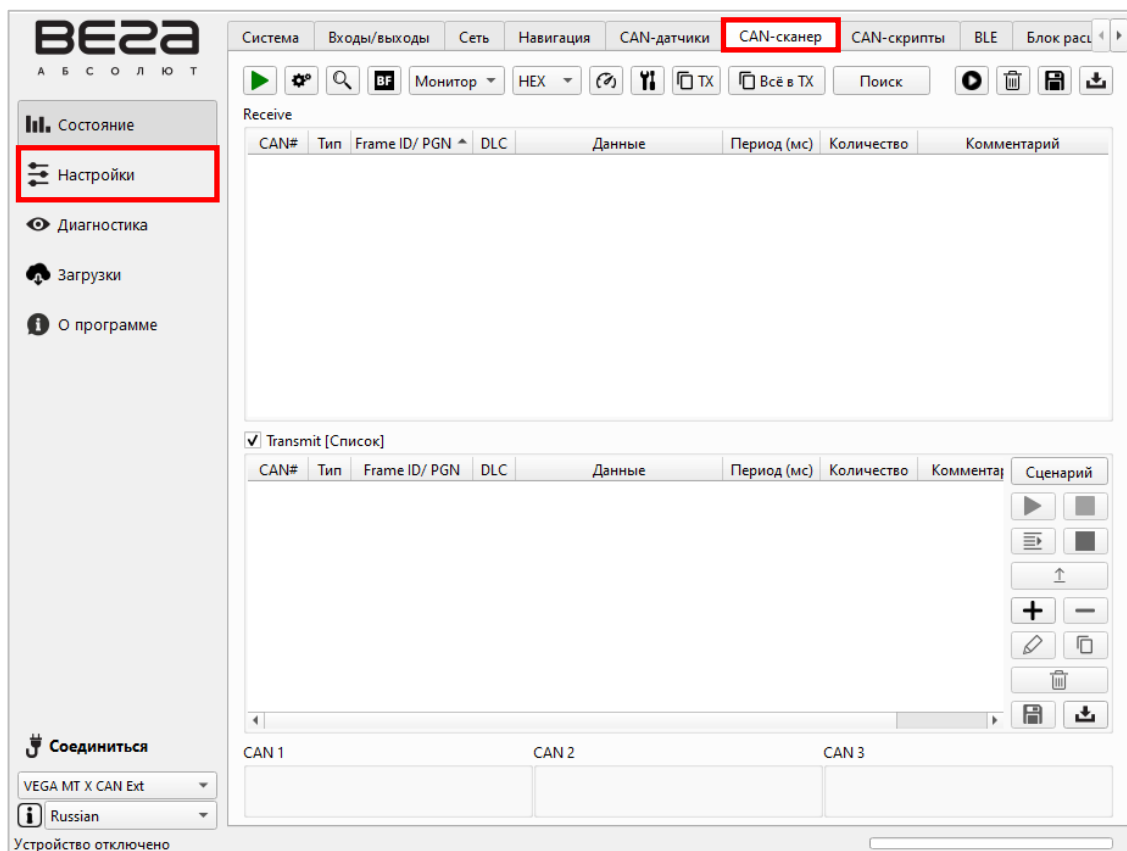 ВЕГА
АБСОЛЮТ
Состояние
Настройки
Диагностика
Загрузки
О программе
Соединиться
VEGA MT X CAN Ext
i Russian
Устройство отключено
Система Входы/выходы Сеть Навигация CAN-датчики CAN-сканер CAN-скрипты BLE Блок расш
BF Монитор HEX TX Всё в TX Поиск
Receive
CAN# Тип Frame ID/ PGN DLC Данные Период (мс) Количество Комментарий
Transmit [Список]
CAN# Тип Frame ID/ PGN DLC Данные Период (мс) Количество Комментар
Сценарий
CAN 1 CAN 2 CAN 3